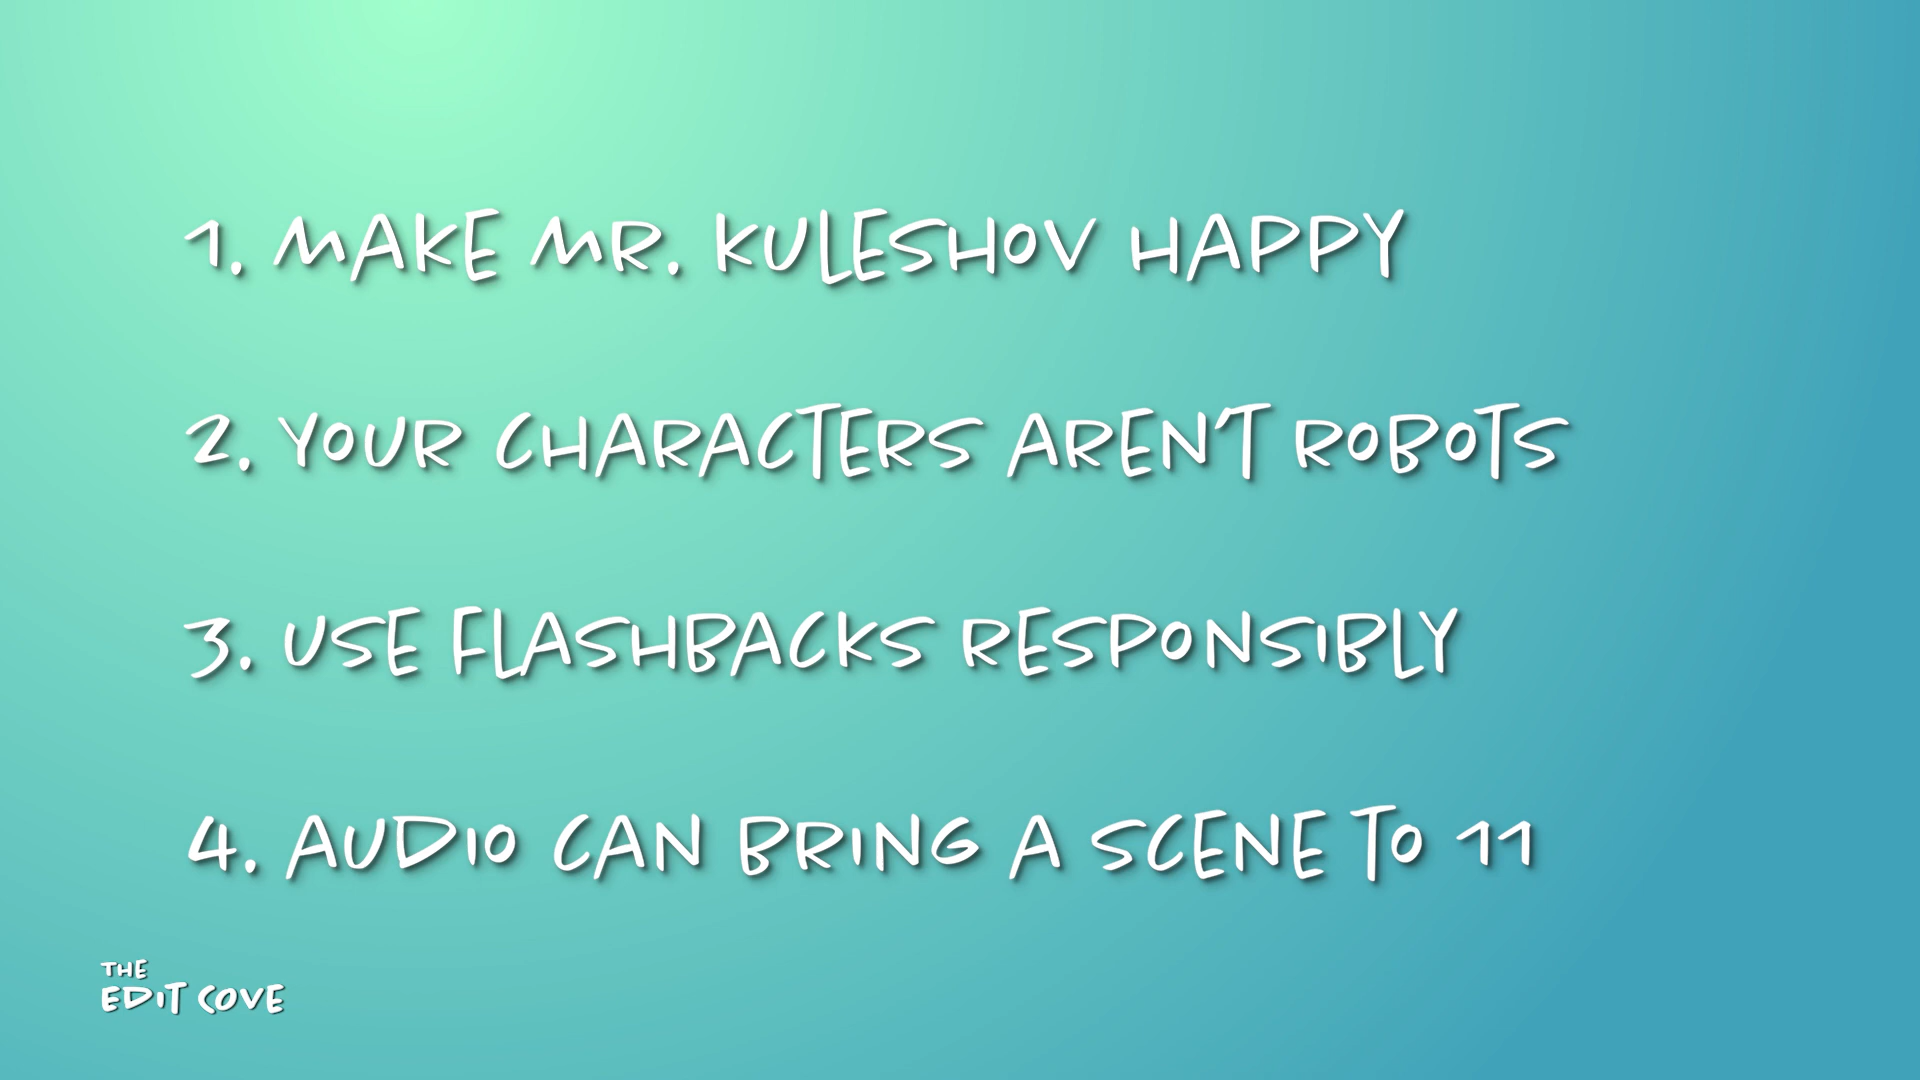 1. MAKE MR. KULESHOV HAPPY
2. YOUR CHARACTERS AREN'T ROBOTS
3. USE FLASHBACKS RESPONSIBLY
4. AUDIO CAN BRING A SCENE TO 11
THE
EDIT COVE